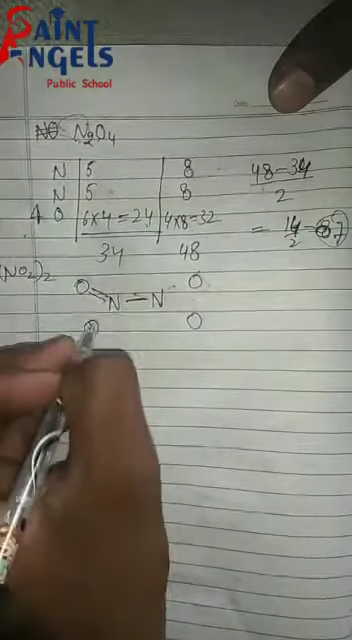 SAINT
ANGELS
Public School
Date:
N₂O₄
N 5 8 48-34
N 5 8 2
4 O 6x4=24 4x8=32 = 14/2 7
34 48
(NO₂)₂
O O
N = N
O